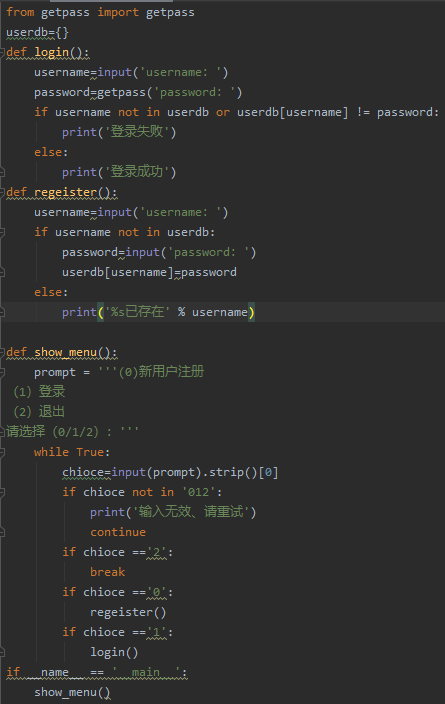 from getpass import getpass
userdb={}
def login():
    username=input('username: ')
    password=getpass('password: ')
    if username not in userdb or userdb[username] != password:
        print('登录失败')
    else:
        print('登录成功')
def regeister():
    username=input('username: ')
    if username not in userdb:
        password=input('password: ')
        userdb[username]=password
    else:
        print('%s已存在' % username)
def show_menu():
    prompt = '''(0)新用户注册
（1）登录
（2）退出
请选择（0/1/2）: '''
    while True:
        chioce=input(prompt).strip()[0]
        if chioce not in '012':
            print('输入无效、请重试')
            continue
        if chioce =='2':
            break
        if chioce =='0':
            regeister()
        if chioce =='1':
            login()
if __name__ == '__main__':
    show_menu()